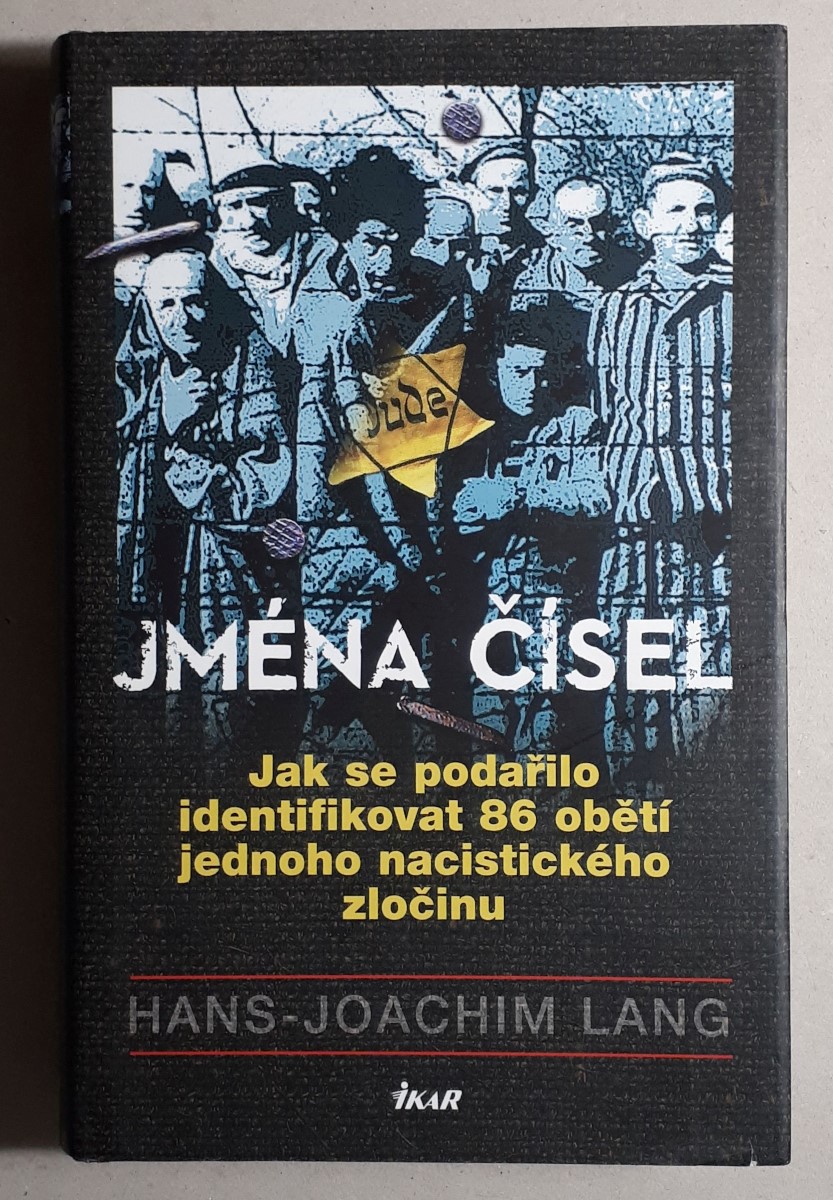 Jude
JMÉNA ČÍSEL
Jak se podařilo
identifikovat 86 obětí
jednoho nacistického
zločinu
HANS-JOACHIM LANG
IKAR